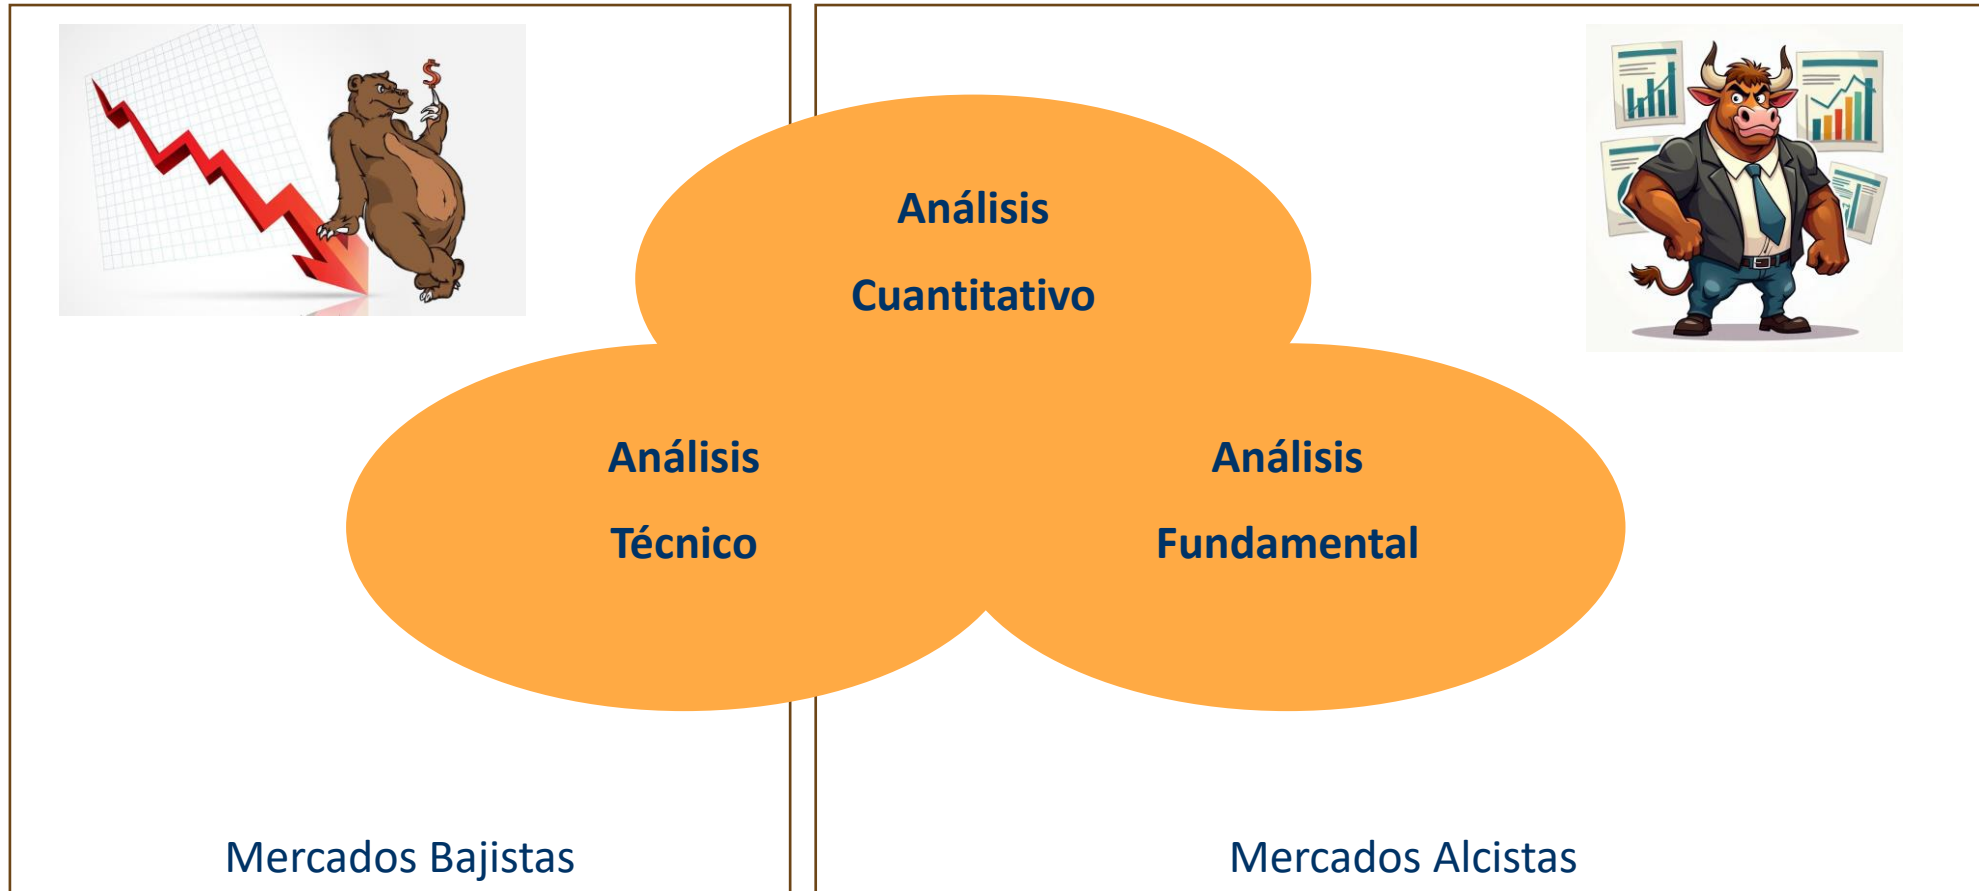 $
Análisis
Cuantitativo
Análisis
Técnico
Análisis
Fundamental
Mercados Bajistas
Mercados Alcistas